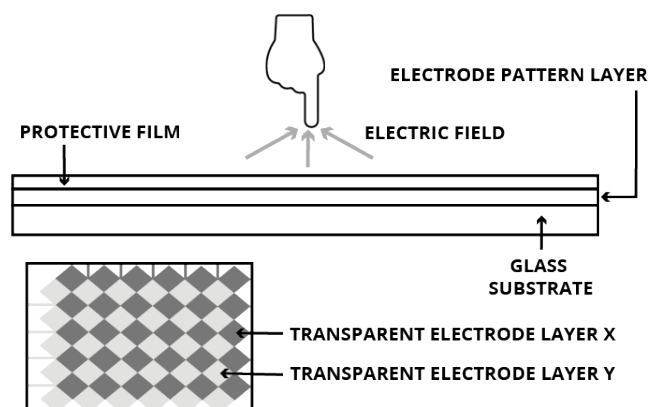 ELECTRODE PATTERN LAYER
PROTECTIVE FILM
ELECTRIC FIELD
GLASS
SUBSTRATE
TRANSPARENT ELECTRODE LAYER X
TRANSPARENT ELECTRODE LAYER Y